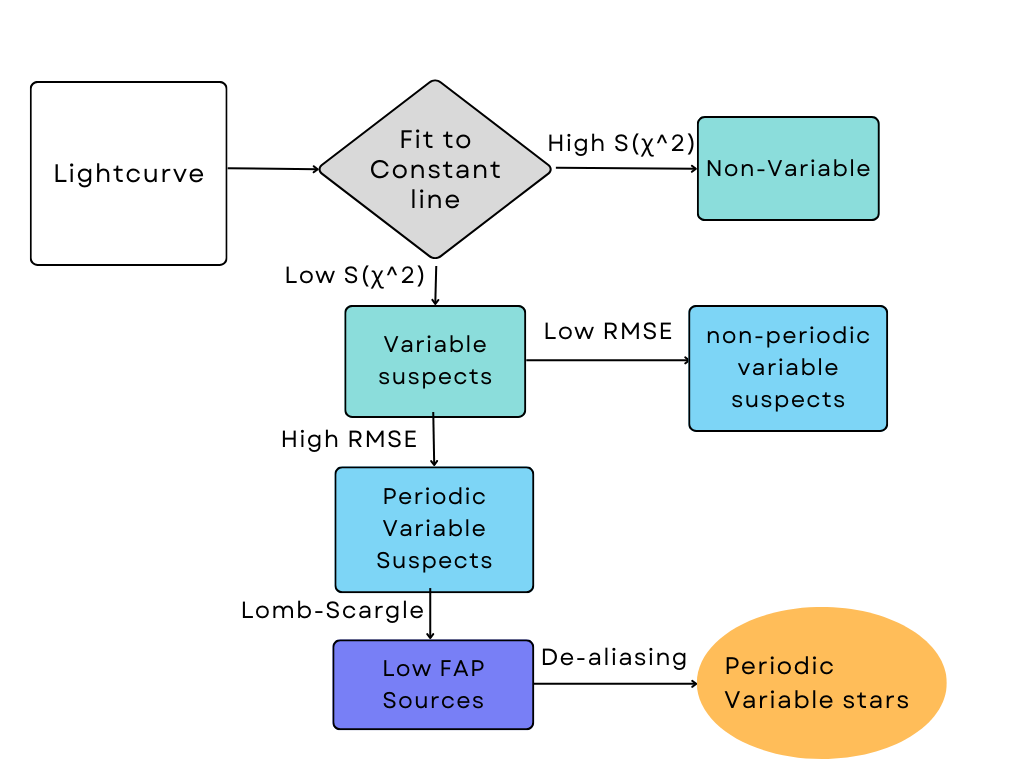 Lightcurve
Fit to
Constant
line
High S(χ^2)
Non-Variable
Low S(χ^2)
Variable
suspects
Low RMSE
non-periodic
variable
suspects
High RMSE
Periodic
Variable
Suspects
Lomb-Scargle
Low FAP
Sources
De-aliasing
Periodic
Variable stars